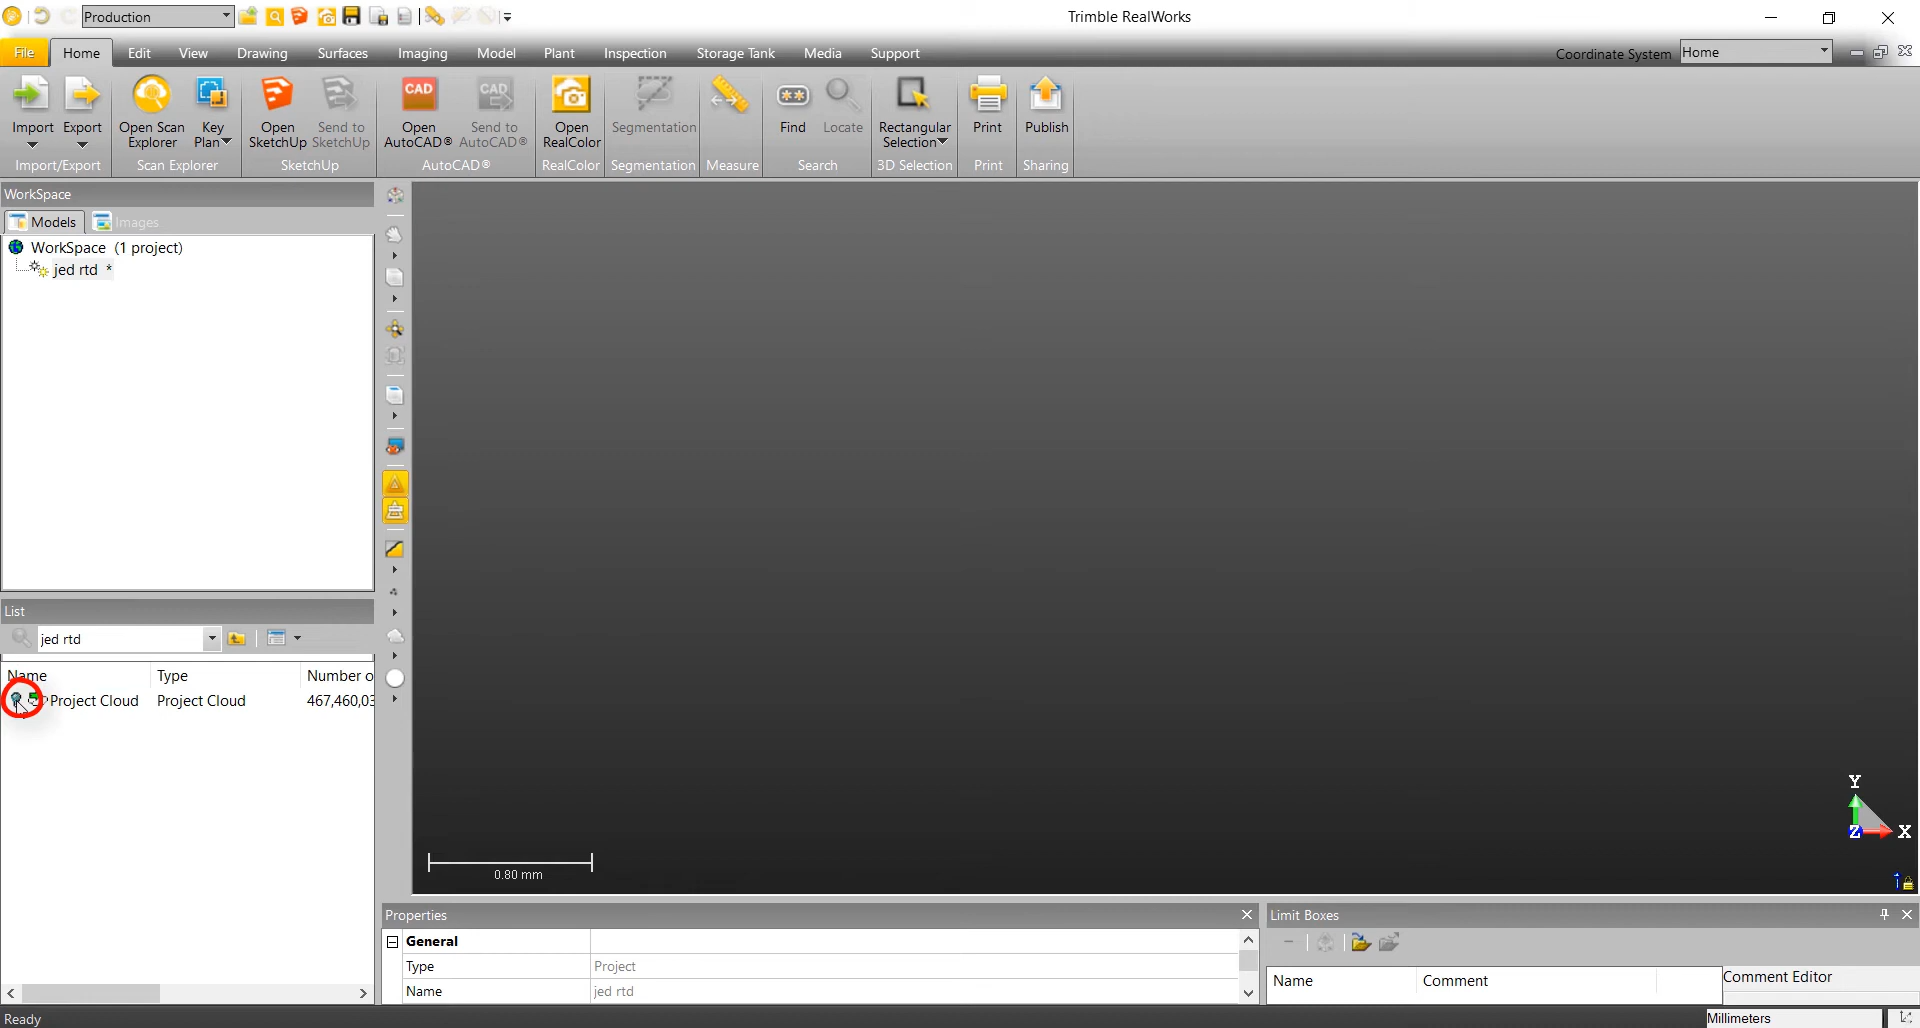 Production
Trimble RealWorks
File Home Edit View Drawing Surfaces Imaging Model Plant Inspection Storage Tank Media Support
Coordinate System Home
Import
Export
Open Scan
Explorer
Key
Plan
Open
SketchUp
Send to
SketchUp
CAD
Open
AutoCAD®
CAD
Send to
AutoCAD®
Open
RealColor
Segmentation
Find
Locate
Rectangular
Selection
Print
Publish
Import/Export
Scan Explorer
SketchUp
AutoCAD®
RealColor
Segmentation
Measure
Search
3D Selection
Print
Sharing
WorkSpace
Models Images
WorkSpace (1 project)
jed rtd *
List
jed rtd
Name Type Number o
Project Cloud Project Cloud 467,460,03
0.80 mm
Y
Z X
Properties
General
Type Project
Name jed rtd
Limit Boxes
Name Comment
Comment Editor
Ready
Millimeters